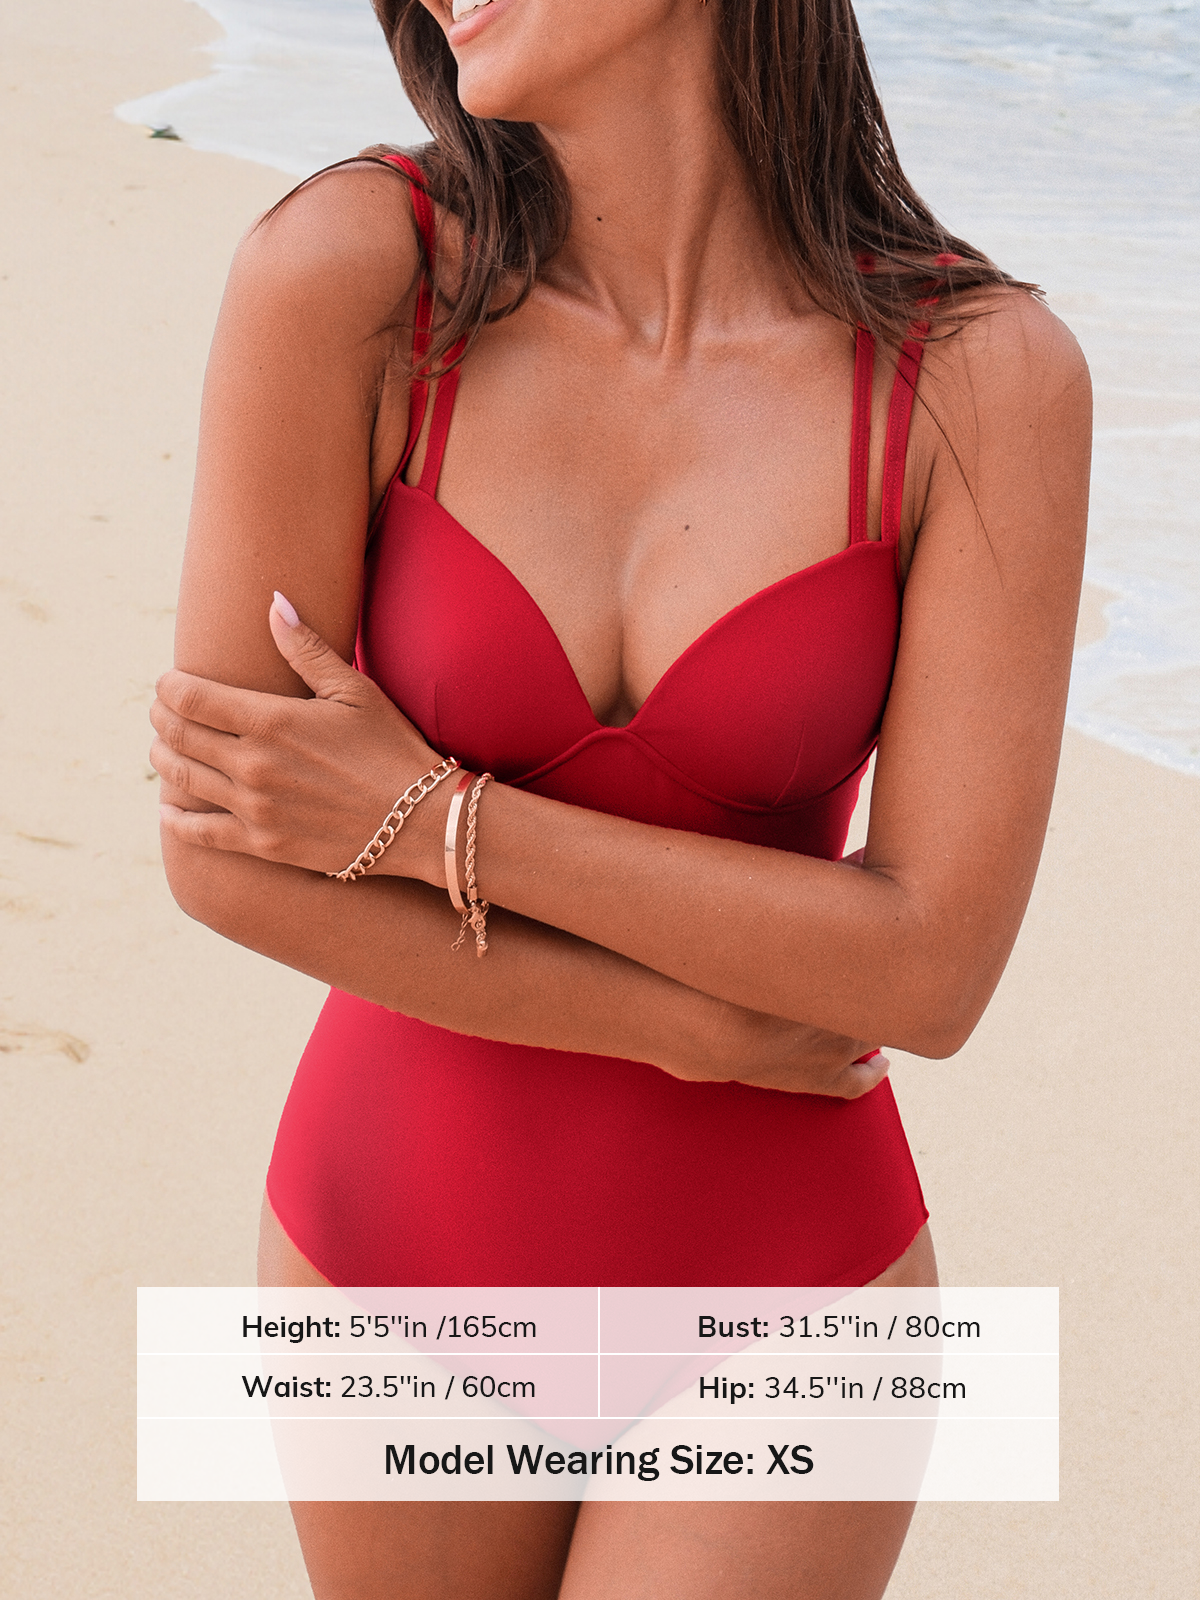 Height: 5'5''in /165cm
Bust: 31.5''in / 80cm
Waist: 23.5''in / 60cm
Hip: 34.5''in / 88cm
Model Wearing Size: XS